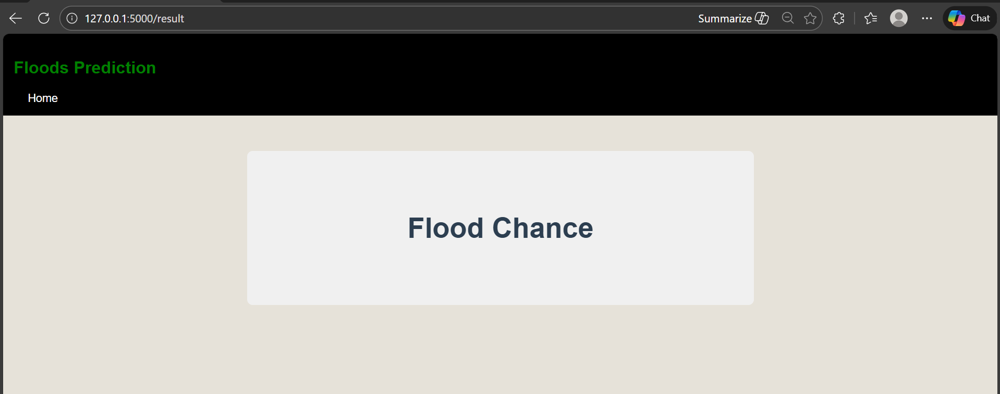 127.0.0.1:5000/result Summarize Chat
Floods Prediction
Home
Flood Chance